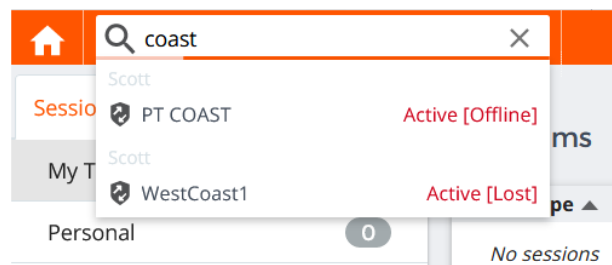 coast
Scott
PT COAST Active [Offline]
Scott
WestCoast1 Active [Lost]
Sessio
ms
My T
pe
Personal 0
No sessions